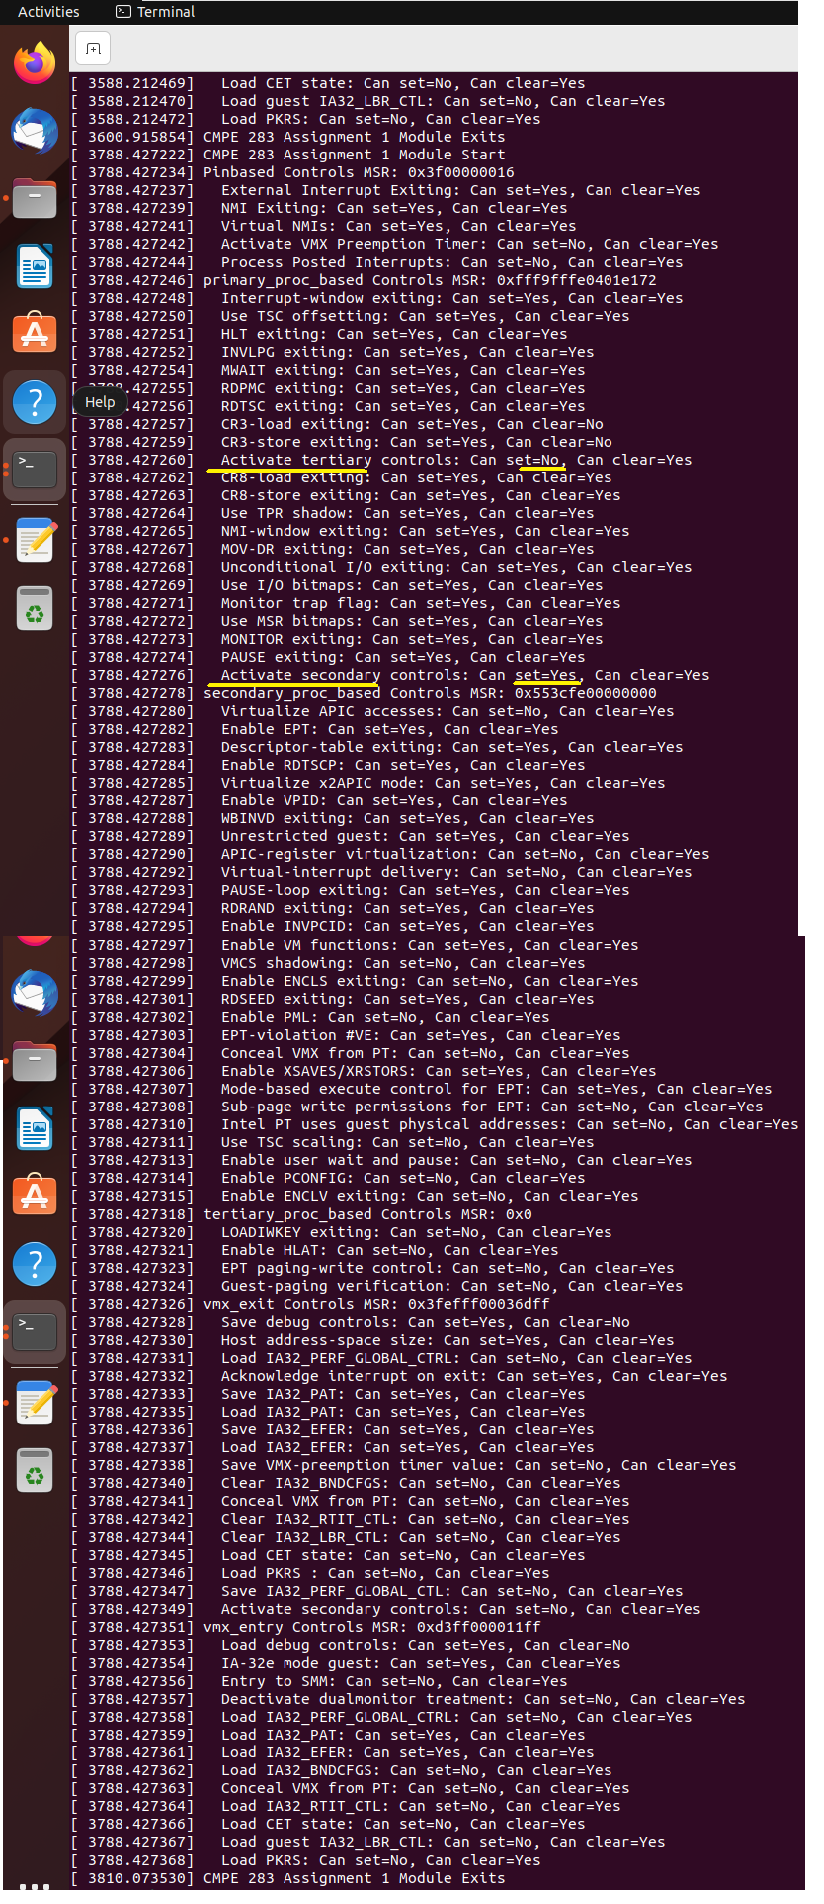 Activities Terminal
[ 3588.212469] Load CET state: Can set=No, Can clear=Yes
[ 3588.212470] Load guest IA32_LBR_CTL: Can set=No, Can clear=Yes
[ 3588.212472] Load PKRS: Can set=No, Can clear=Yes
[ 3600.915854] CMPE 283 Assignment 1 Module Exits
[ 3788.427222] CMPE 283 Assignment 1 Module Start
[ 3788.427234] Pinbased Controls MSR: 0x3f00000016
[ 3788.427237] External Interrupt Exiting: Can set=Yes, Can clear=Yes
[ 3788.427239] NMI Exiting: Can set=Yes, Can clear=Yes
[ 3788.427241] Virtual NMIs: Can set=Yes, Can clear=Yes
[ 3788.427242] Activate VMX Preemption Timer: Can set=No, Can clear=Yes
[ 3788.427244] Process Posted Interrupts: Can set=No, Can clear=Yes
[ 3788.427246] primary_proc_based Controls MSR: 0xfff9fffe0401e172
[ 3788.427248] Interrupt-window exiting: Can set=Yes, Can clear=Yes
[ 3788.427250] Use TSC offsetting: Can set=Yes, Can clear=Yes
[ 3788.427251] HLT exiting: Can set=Yes, Can clear=Yes
[ 3788.427252] INVLPG exiting: Can set=Yes, Can clear=Yes
[ 3788.427254] MWAIT exiting: Can set=Yes, Can clear=Yes
[ 3788.427255] RDPMC exiting: Can set=Yes, Can clear=Yes
Help
[ 3788.427256] RDTSC exiting: Can set=Yes, Can clear=Yes
[ 3788.427257] CR3-load exiting: Can set=Yes, Can clear=No
[ 3788.427259] CR3-store exiting: Can set=Yes, Can clear=No
[ 3788.427260] Activate tertiary controls: Can set=No, Can clear=Yes
[ 3788.427262] CR8-load exiting: Can set=Yes, Can clear=Yes
[ 3788.427263] CR8-store exiting: Can set=Yes, Can clear=Yes
[ 3788.427264] Use TPR shadow: Can set=Yes, Can clear=Yes
[ 3788.427265] NMI-window exiting: Can set=Yes, Can clear=Yes
[ 3788.427267] MOV-DR exiting: Can set=Yes, Can clear=Yes
[ 3788.427268] Unconditional I/O exiting: Can set=Yes, Can clear=Yes
[ 3788.427269] Use I/O bitmaps: Can set=Yes, Can clear=Yes
[ 3788.427271] Monitor trap flag: Can set=Yes, Can clear=Yes
[ 3788.427272] Use MSR bitmaps: Can set=Yes, Can clear=Yes
[ 3788.427273] MONITOR exiting: Can set=Yes, Can clear=Yes
[ 3788.427274] PAUSE exiting: Can set=Yes, Can clear=Yes
[ 3788.427276] Activate secondary controls: Can set=Yes, Can clear=Yes
[ 3788.427278] secondary_proc_based Controls MSR: 0x553cfe00000000
[ 3788.427280] Virtualize APIC accesses: Can set=No, Can clear=Yes
[ 3788.427282] Enable EPT: Can set=Yes, Can clear=Yes
[ 3788.427283] Descriptor-table exiting: Can set=Yes, Can clear=Yes
[ 3788.427284] Enable RDTSCP: Can set=Yes, Can clear=Yes
[ 3788.427285] Virtualize x2APIC mode: Can set=Yes, Can clear=Yes
[ 3788.427287] Enable VPID: Can set=Yes, Can clear=Yes
[ 3788.427288] WBINVD exiting: Can set=Yes, Can clear=Yes
[ 3788.427289] Unrestricted guest: Can set=Yes, Can clear=Yes
[ 3788.427290] APIC-register virtualization: Can set=No, Can clear=Yes
[ 3788.427292] Virtual-interrupt delivery: Can set=No, Can clear=Yes
[ 3788.427293] PAUSE-loop exiting: Can set=Yes, Can clear=Yes
[ 3788.427294] RDRAND exiting: Can set=Yes, Can clear=Yes
[ 3788.427295] Enable INVPCID: Can set=Yes, Can clear=Yes
[ 3788.427297] Enable VM functions: Can set=Yes, Can clear=Yes
[ 3788.427298] VMCS shadowing: Can set=No, Can clear=Yes
[ 3788.427299] Enable ENCLS exiting: Can set=No, Can clear=Yes
[ 3788.427301] RDSEED exiting: Can set=Yes, Can clear=Yes
[ 3788.427302] Enable PML: Can set=No, Can clear=Yes
[ 3788.427303] EPT-violation #VE: Can set=Yes, Can clear=Yes
[ 3788.427304] Conceal VMX from PT: Can set=No, Can clear=Yes
[ 3788.427306] Enable XSAVES/XRSTORS: Can set=Yes, Can clear=Yes
[ 3788.427307] Mode-based execute control for EPT: Can set=Yes, Can clear=Yes
[ 3788.427308] Sub-page write permissions for EPT: Can set=No, Can clear=Yes
[ 3788.427310] Intel PT uses guest physical addresses: Can set=No, Can clear=Yes
[ 3788.427311] Use TSC scaling: Can set=No, Can clear=Yes
[ 3788.427313] Enable user wait and pause: Can set=No, Can clear=Yes
[ 3788.427314] Enable PCONFIG: Can set=No, Can clear=Yes
[ 3788.427315] Enable ENCLV exiting: Can set=No, Can clear=Yes
[ 3788.427318] tertiary_proc_based Controls MSR: 0x0
[ 3788.427320] LOADIWKEY exiting: Can set=No, Can clear=Yes
[ 3788.427321] Enable HLAT: Can set=No, Can clear=Yes
[ 3788.427323] EPT paging-write control: Can set=No, Can clear=Yes
[ 3788.427324] Guest-paging verification: Can set=No, Can clear=Yes
[ 3788.427326] vmx_exit Controls MSR: 0x3fefff00036dff
[ 3788.427328] Save debug controls: Can set=Yes, Can clear=No
[ 3788.427330] Host address-space size: Can set=Yes, Can clear=Yes
[ 3788.427331] Load IA32_PERF_GLOBAL_CTRL: Can set=No, Can clear=Yes
[ 3788.427332] Acknowledge interrupt on exit: Can set=Yes, Can clear=Yes
[ 3788.427333] Save IA32_PAT: Can set=Yes, Can clear=Yes
[ 3788.427335] Load IA32_PAT: Can set=Yes, Can clear=Yes
[ 3788.427336] Save IA32_EFER: Can set=Yes, Can clear=Yes
[ 3788.427337] Load IA32_EFER: Can set=Yes, Can clear=Yes
[ 3788.427338] Save VMX-preemption timer value: Can set=No, Can clear=Yes
[ 3788.427340] Clear IA32_BNDCFGS: Can set=No, Can clear=Yes
[ 3788.427341] Conceal VMX from PT: Can set=No, Can clear=Yes
[ 3788.427342] Clear IA32_RTIT_CTL: Can set=No, Can clear=Yes
[ 3788.427344] Clear IA32_LBR_CTL: Can set=No, Can clear=Yes
[ 3788.427345] Load CET state: Can set=No, Can clear=Yes
[ 3788.427346] Load PKRS : Can set=No, Can clear=Yes
[ 3788.427347] Save IA32_PERF_GLOBAL_CTL: Can set=No, Can clear=Yes
[ 3788.427349] Activate secondary controls: Can set=No, Can clear=Yes
[ 3788.427351] vmx_entry Controls MSR: 0xd3ff000011ff
[ 3788.427353] Load debug controls: Can set=Yes, Can clear=No
[ 3788.427354] IA-32e mode guest: Can set=Yes, Can clear=Yes
[ 3788.427356] Entry to SMM: Can set=No, Can clear=Yes
[ 3788.427357] Deactivate dualmonitor treatment: Can set=No, Can clear=Yes
[ 3788.427358] Load IA32_PERF_GLOBAL_CTRL: Can set=No, Can clear=Yes
[ 3788.427359] Load IA32_PAT: Can set=Yes, Can clear=Yes
[ 3788.427361] Load IA32_EFER: Can set=Yes, Can clear=Yes
[ 3788.427362] Load IA32_BNDCFGS: Can set=No, Can clear=Yes
[ 3788.427363] Conceal VMX from PT: Can set=No, Can clear=Yes
[ 3788.427364] Load IA32_RTIT_CTL: Can set=No, Can clear=Yes
[ 3788.427366] Load CET state: Can set=No, Can clear=Yes
[ 3788.427367] Load guest IA32_LBR_CTL: Can set=No, Can clear=Yes
[ 3788.427368] Load PKRS: Can set=No, Can clear=Yes
[ 3810.073530] CMPE 283 Assignment 1 Module Exits